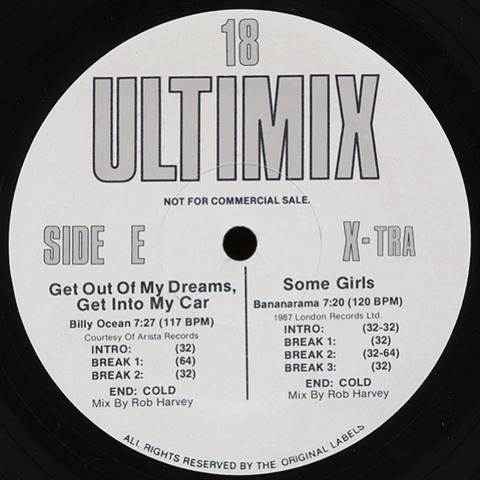 18
ULTIMIX
NOT FOR COMMERCIAL SALE.
SIDE E
X-TRA
Get Out Of My Dreams,
Get Into My Car
Billy Ocean 7:27 (117 BPM)
Courtesy Of Arista Records
INTRO: (32)
BREAK 1: (64)
BREAK 2: (32)
END: COLD
Mix By Rob Harvey
Some Girls
Bananarama 7:20 (120 BPM)
1987 London Records Ltd.
INTRO: (32-32)
BREAK 1: (32)
BREAK 2: (32-64)
BREAK 3: (32)
END: COLD
Mix By Rob Harvey
ALL RIGHTS RESERVED BY THE ORIGINAL LABELS